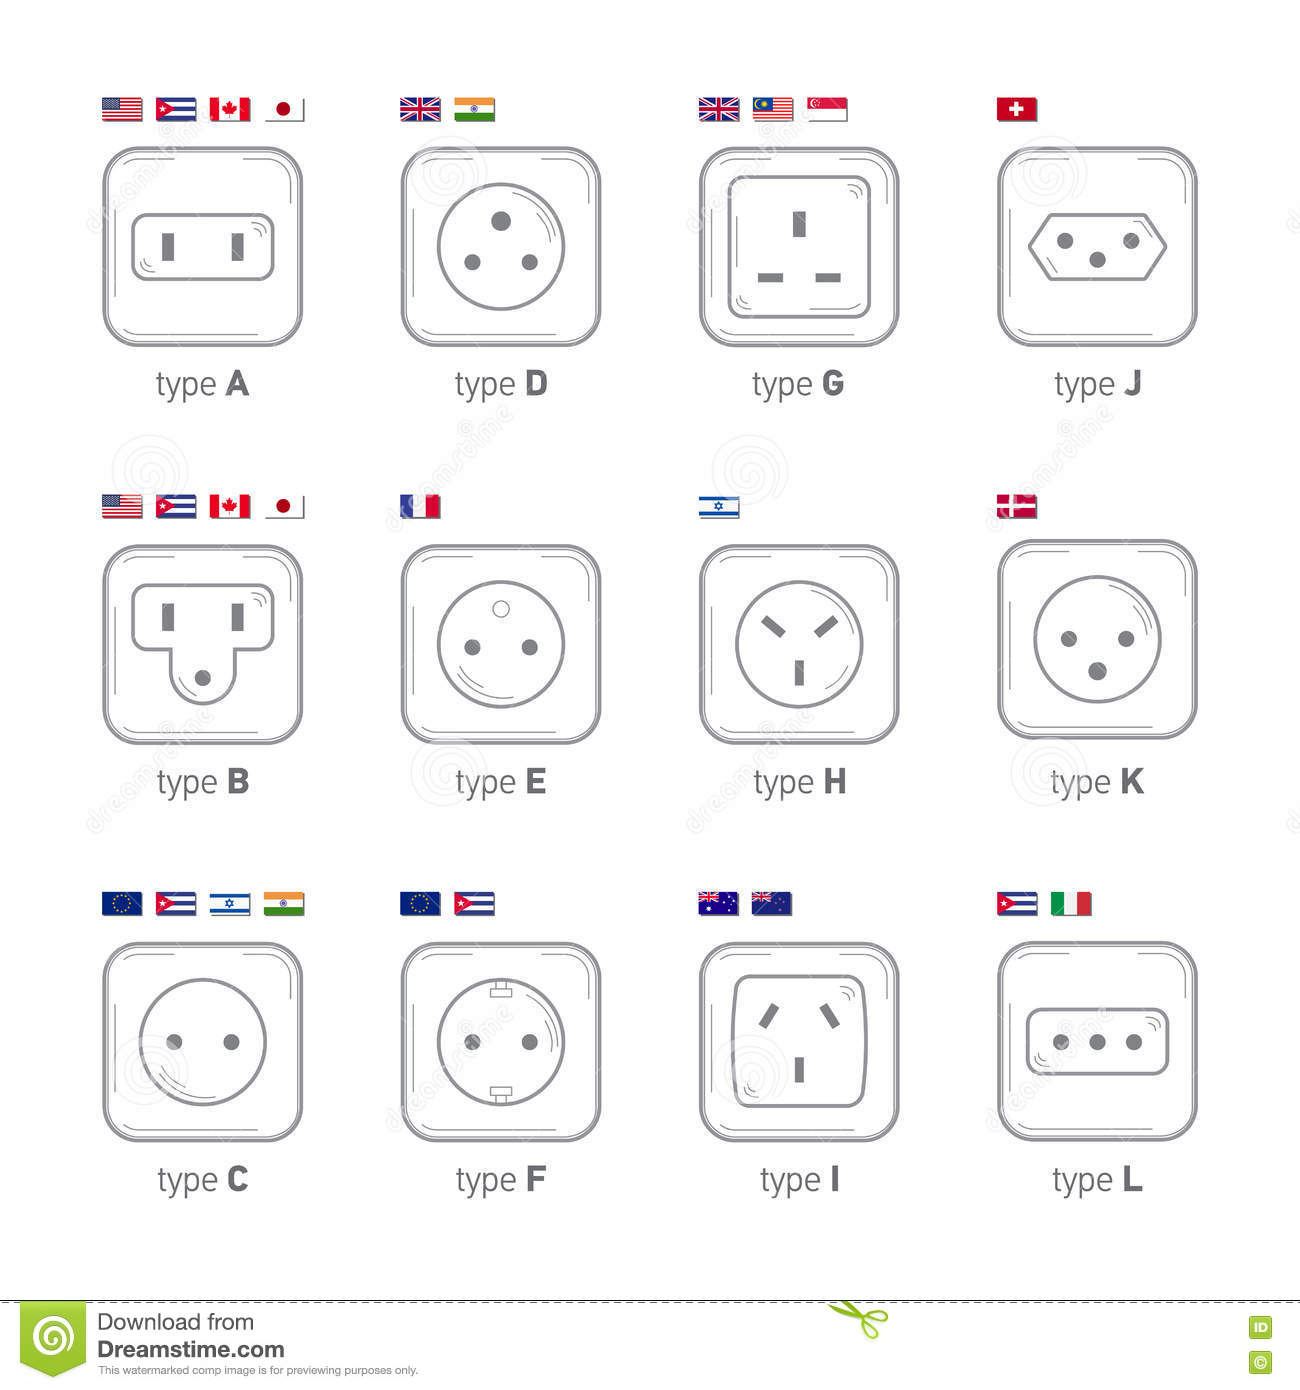 type A
type D
type G
type J
type B
type E
type H
type K
type C
type F
type I
type L
Download from
Dreamstime.com
This watermarked comp image is for previewing purposes only.
ID
©
dreamstime